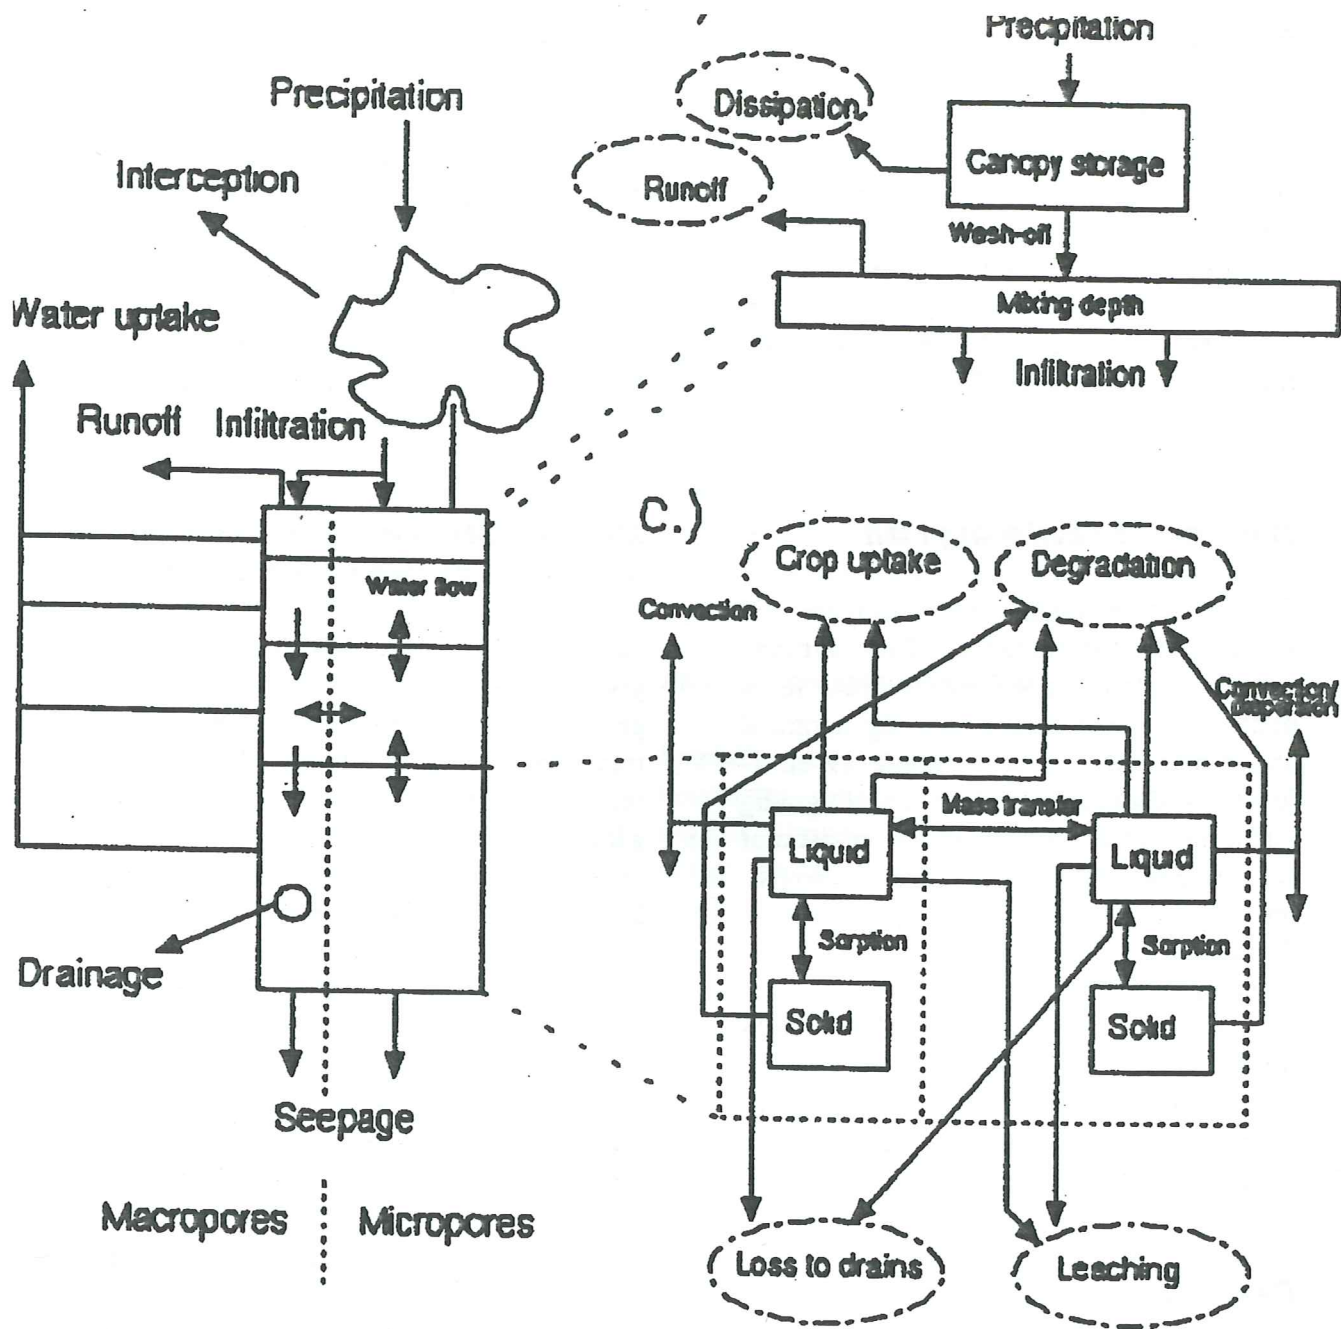 Precipitation
Interception
Water uptake
Runoff Infiltration
Water flow
Drainage
Seepage
Macropores Micropores
Precipitation
Dissipation
Canopy storage
Runoff
Wash-off
Mixing depth
Infiltration
C.)
Crop uptake
Degradation
Convection
Convection/
Dispersion
Mass transfer
Liquid
Liquid
Sorption
Sorption
Solid
Solid
Loss to drains
Leaching